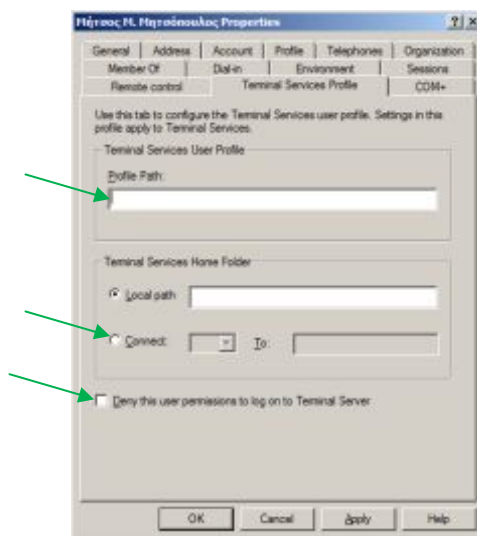 Μήτσος Μ. Μητσόπουλος Properties
General Address Account Profile Telephones Organization
Member Of Dial-in Environment Sessions
Remote control Terminal Services Profile COM+
Use this tab to configure the Terminal Services user profile. Settings in this
profile apply to Terminal Services.
Terminal Services User Profile
Profile Path:
Terminal Services Home Folder
Local path
Connect: To:
Deny this user permissions to log on to Terminal Server
OK Cancel Apply Help